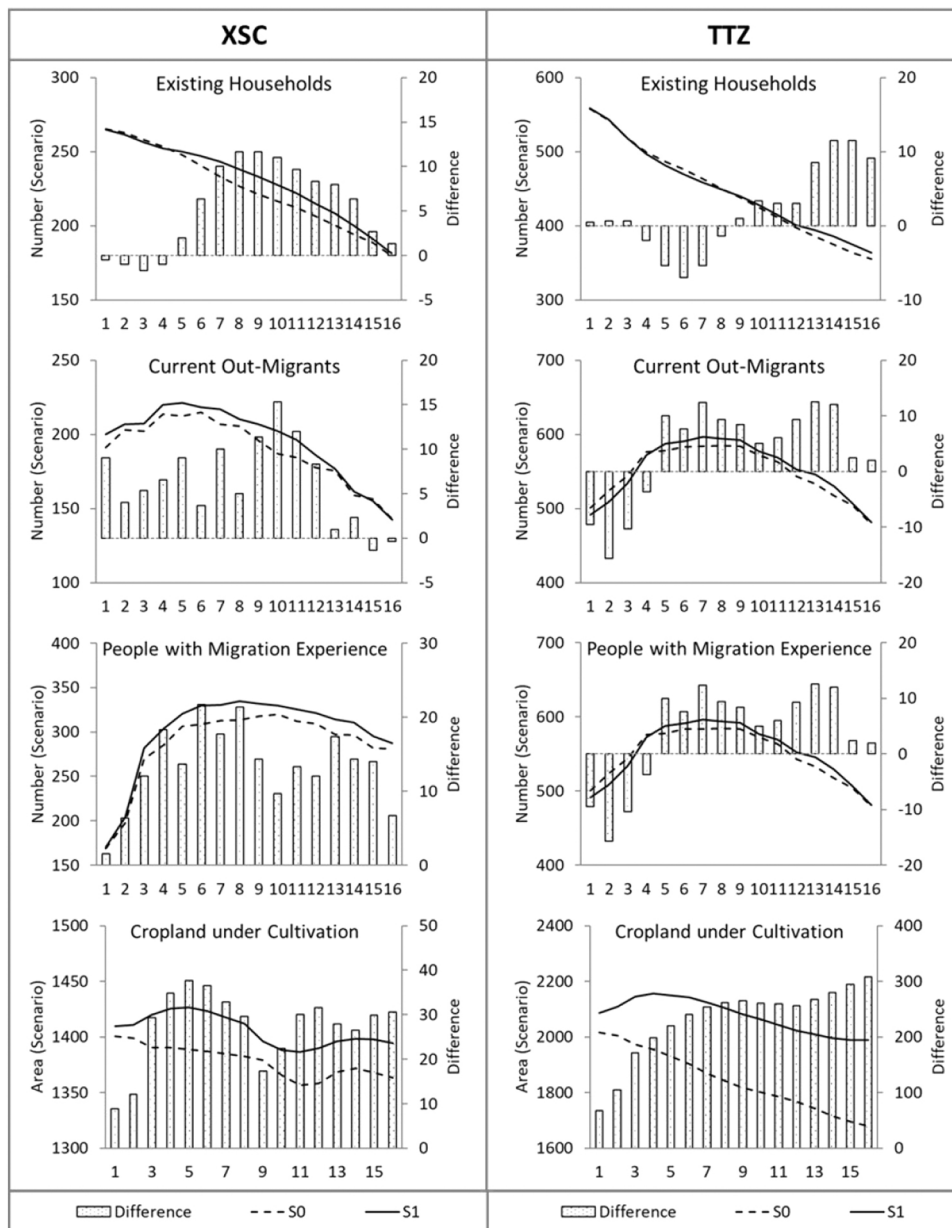 XSC
TTZ
Existing Households
300
250
200
150
Number (Scenario)
20
15
10
5
0
-5
Difference
1 2 3 4 5 6 7 8 9 10 11 12 13 14 15 16
Existing Households
600
500
400
300
Number (Scenario)
20
10
0
-10
Difference
1 2 3 4 5 6 7 8 9 10 11 12 13 14 15 16
Current Out-Migrants
250
200
150
100
Number (Scenario)
20
15
10
5
0
-5
Difference
1 2 3 4 5 6 7 8 9 10 11 12 13 14 15 16
Current Out-Migrants
700
600
500
400
Number (Scenario)
20
10
0
-10
-20
Difference
1 2 3 4 5 6 7 8 9 10 11 12 13 14 15 16
People with Migration Experience
400
350
300
250
200
150
Number (Scenario)
30
20
10
0
Difference
1 2 3 4 5 6 7 8 9 10 11 12 13 14 15 16
People with Migration Experience
700
600
500
400
Number (Scenario)
20
10
0
-10
-20
Difference
1 2 3 4 5 6 7 8 9 10 11 12 13 14 15 16
Cropland under Cultivation
1500
1450
1400
1350
1300
Area (Scenario)
50
40
30
20
10
0
Difference
1 3 5 7 9 11 13 15
Cropland under Cultivation
2400
2200
2000
1800
1600
Area (Scenario)
400
300
200
100
0
Difference
1 3 5 7 9 11 13 15
Difference S0 S1
Difference S0 S1